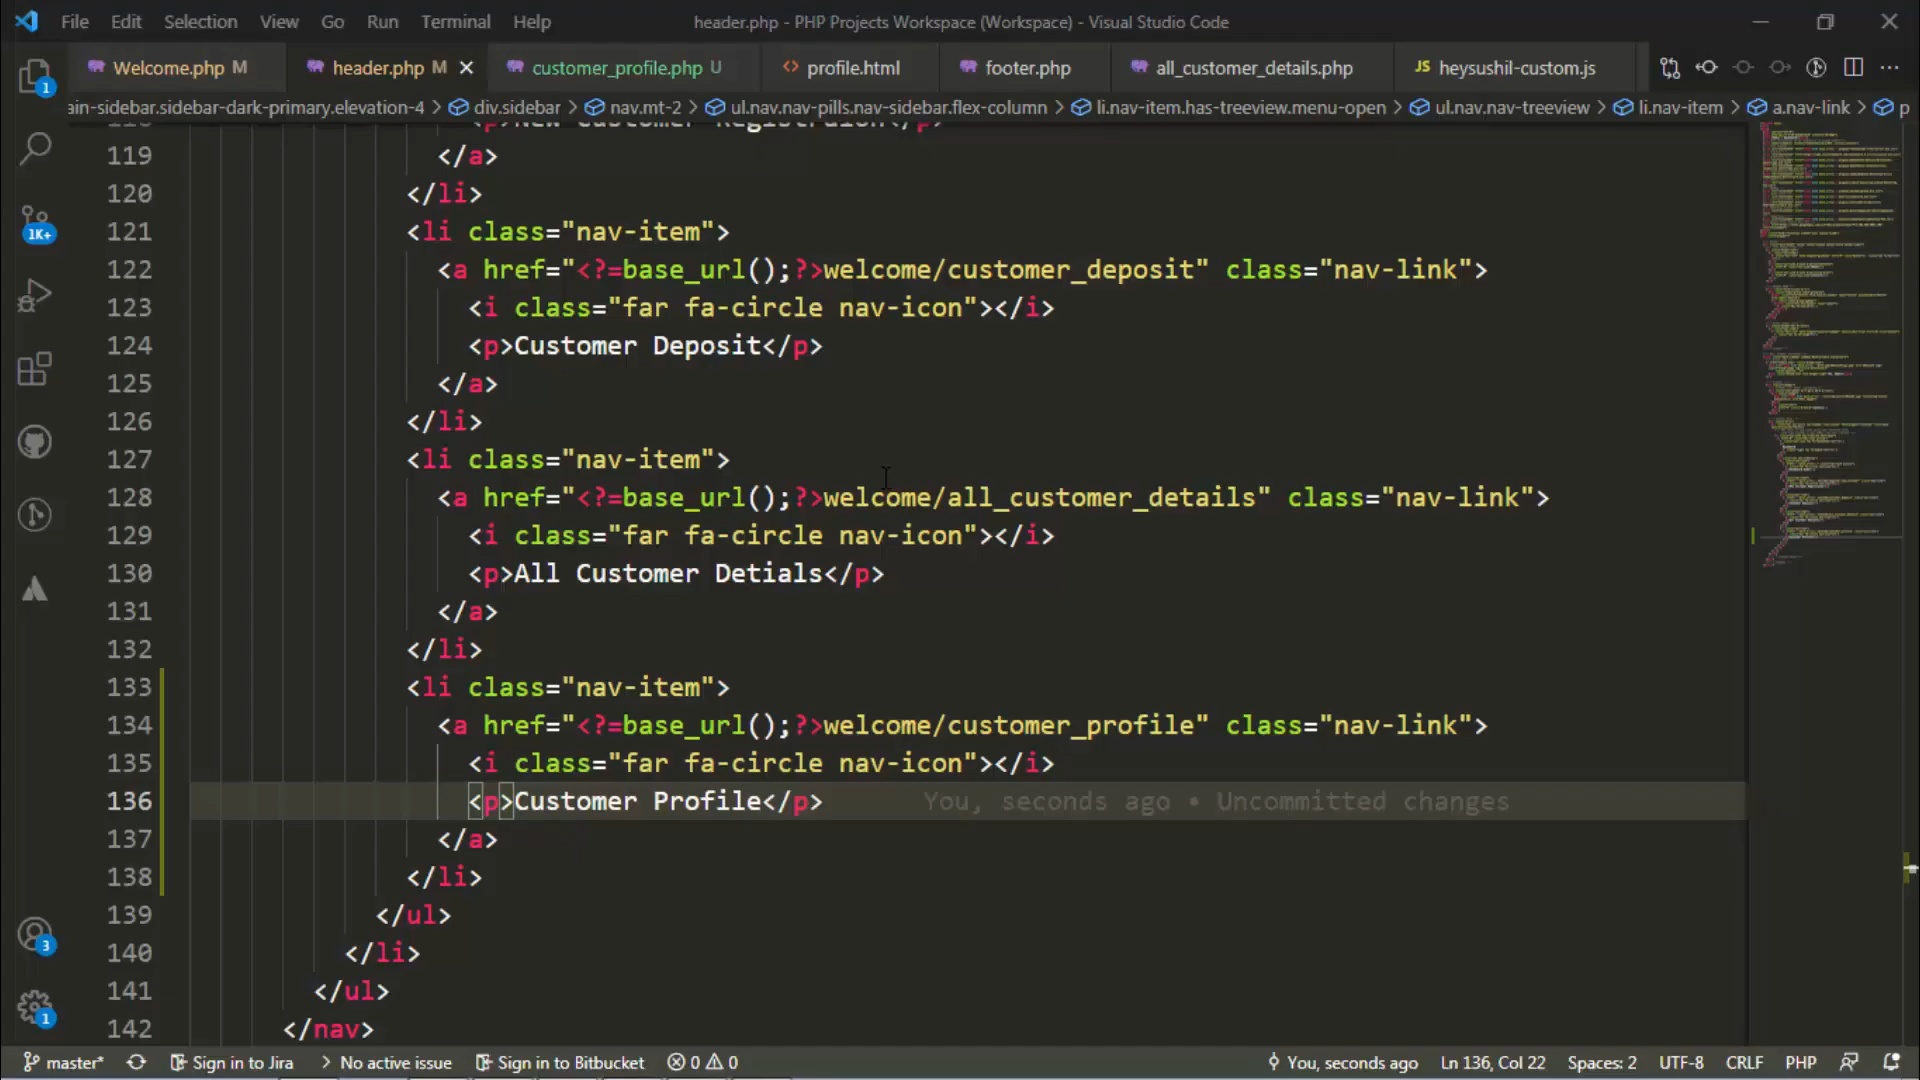 File Edit Selection View Go Run Terminal Help header.php - PHP Projects Workspace (Workspace) - Visual Studio Code
Welcome.php M header.php M customer_profile.php U profile.html footer.php all_customer_details.php JS heysushil-custom.js
ain-sidebar.sidebar-dark-primary.elevation-4 > div.sidebar > nav.mt-2 > ul.nav.nav-pills.nav-sidebar.flex-column > li.nav-item.has-treeview.menu-open > ul.nav.nav-treeview > li.nav-item > a.nav-link > p
119 </a>
120 </li>
121 <li class="nav-item">
122 <a href="<?=base_url();?>welcome/customer_deposit" class="nav-link">
123 <i class="far fa-circle nav-icon"></i>
124 <p>Customer Deposit</p>
125 </a>
126 </li>
127 <li class="nav-item">
128 <a href="<?=base_url();?>welcome/all_customer_details" class="nav-link">
129 <i class="far fa-circle nav-icon"></i>
130 <p>All Customer Detials</p>
131 </a>
132 </li>
133 <li class="nav-item">
134 <a href="<?=base_url();?>welcome/customer_profile" class="nav-link">
135 <i class="far fa-circle nav-icon"></i>
136 <p>Customer Profile</p> You, seconds ago • Uncommitted changes
137 </a>
138 </li>
139 </ul>
140 </li>
141 </ul>
142 </nav>
1
1K+
3
1
master* Sign in to Jira > No active issue Sign in to Bitbucket 0 0 You, seconds ago Ln 136, Col 22 Spaces: 2 UTF-8 CRLF PHP